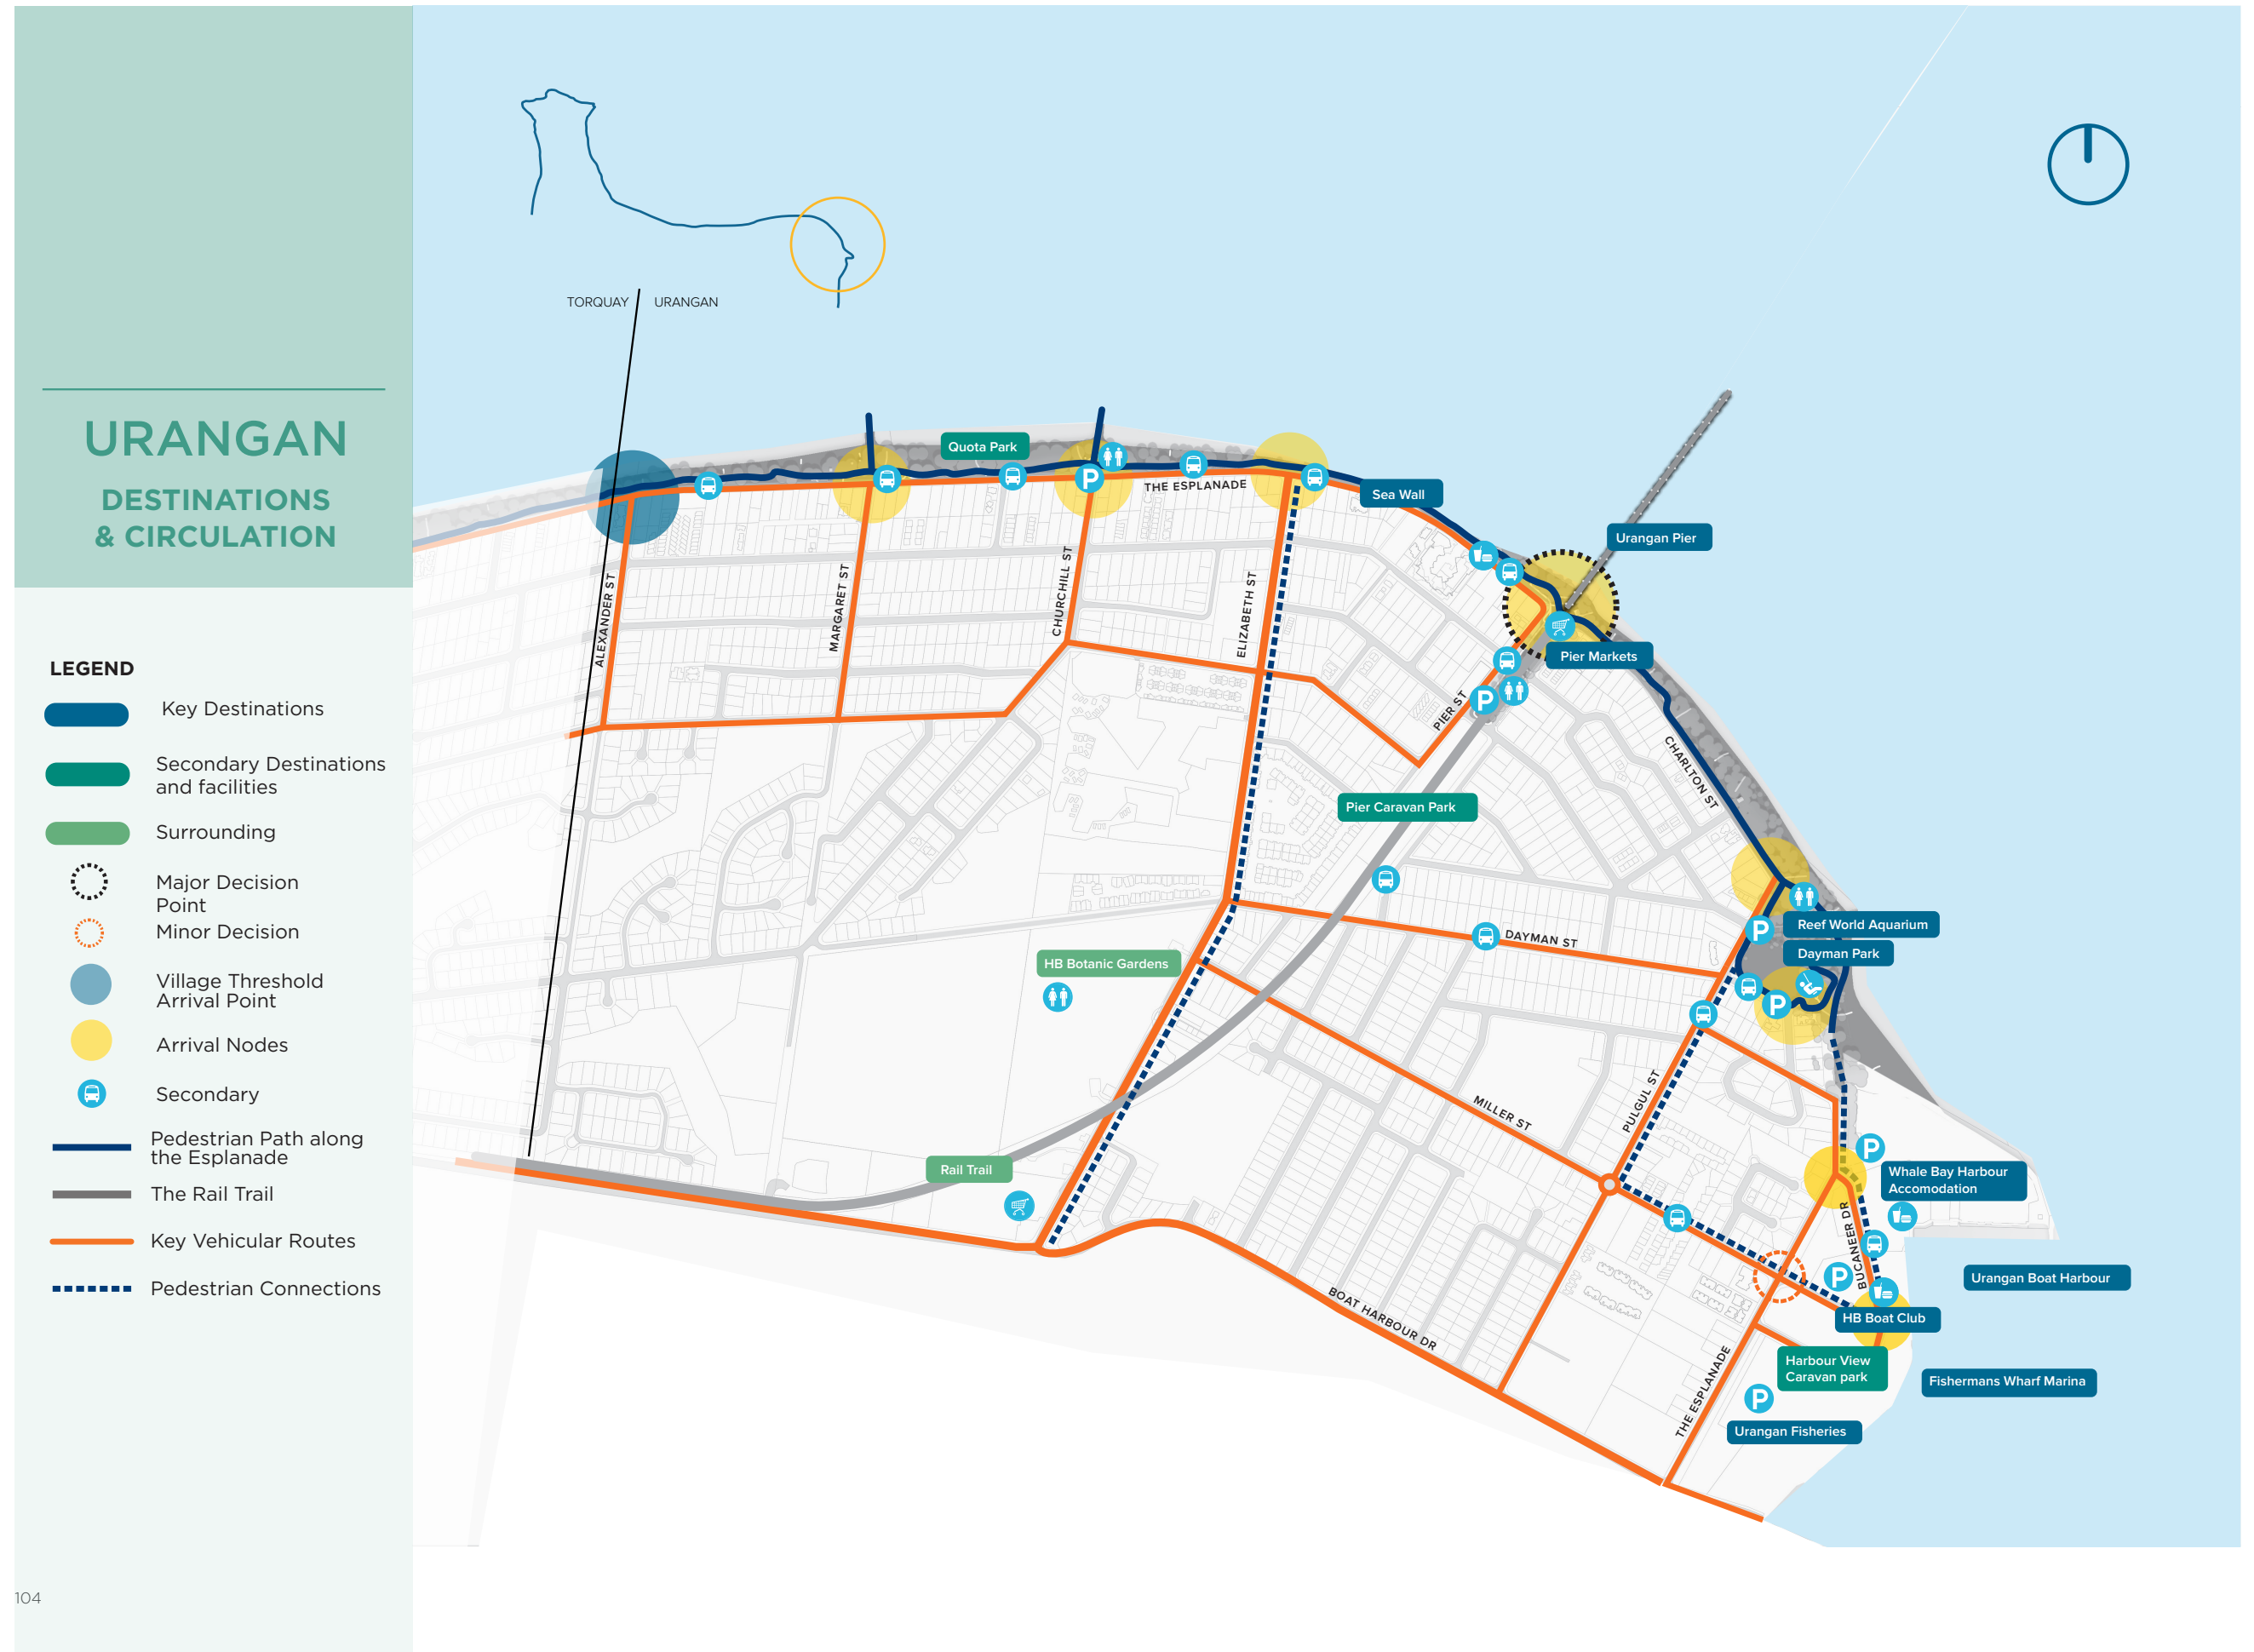 URANGAN
DESTINATIONS
& CIRCULATION
LEGEND
Key Destinations
Secondary Destinations
and facilities
Surrounding
Major Decision
Point
Minor Decision
Village Threshold
Arrival Point
Arrival Nodes
Secondary
Pedestrian Path along
the Esplanade
The Rail Trail
Key Vehicular Routes
Pedestrian Connections
104
TORQUAY
URANGAN
Quota Park
THE ESPLANADE
Sea Wall
Urangan Pier
Pier Markets
ALEXANDER ST
MARGARET ST
CHURCHILL ST
ELIZABETH ST
PIER ST
CHARLTON ST
P
P
Pier Caravan Park
Reef World Aquarium
P
DAYMAN ST
Dayman Park
HB Botanic Gardens
P
MILLER ST
PULGUL ST
P
Rail Trail
Whale Bay Harbour
Accomodation
BUCANEER DR
P
Urangan Boat Harbour
BOAT HARBOUR DR
HB Boat Club
Harbour View
Caravan park
THE ESPLANADE
Fishermans Wharf Marina
P
Urangan Fisheries